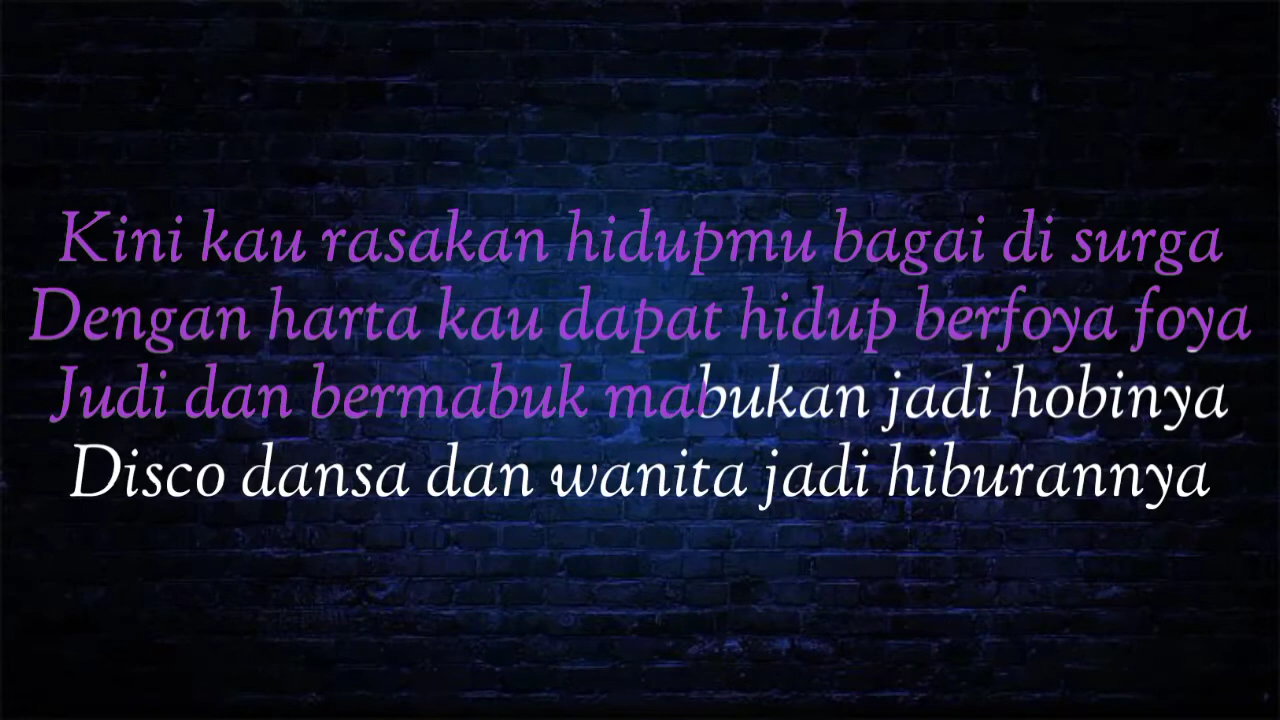 Kini kau rasakan hidupmu bagai di surga
Dengan harta kau dapat hidup berfoya foya
Judi dan bermabuk mabukan jadi hobinya
Disco dansa dan wanita jadi hiburannya